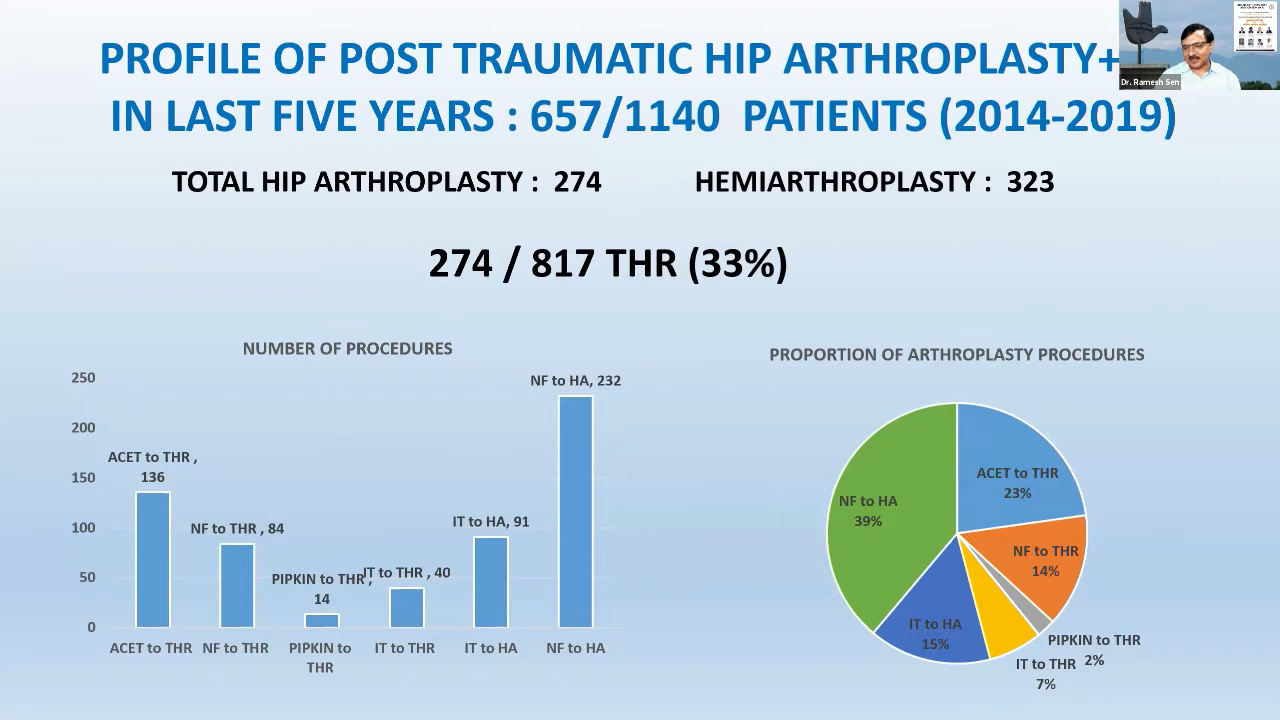 PROFILE OF POST TRAUMATIC HIP ARTHROPLASTY+
IN LAST FIVE YEARS : 657/1140 PATIENTS (2014-2019)
Dr. Ramesh Sen
TOTAL HIP ARTHROPLASTY : 274 HEMIARTHROPLASTY : 323
274 / 817 THR (33%)
NUMBER OF PROCEDURES
250
200
150
100
50
0
ACET to THR ,
136
NF to THR , 84
PIPKIN to THR ,
14
IT to THR , 40
IT to HA, 91
NF to HA, 232
ACET to THR
NF to THR
PIPKIN to
THR
IT to THR
IT to HA
NF to HA
PROPORTION OF ARTHROPLASTY PROCEDURES
ACET to THR
23%
NF to THR
14%
PIPKIN to THR
2%
IT to THR
7%
IT to HA
15%
NF to HA
39%